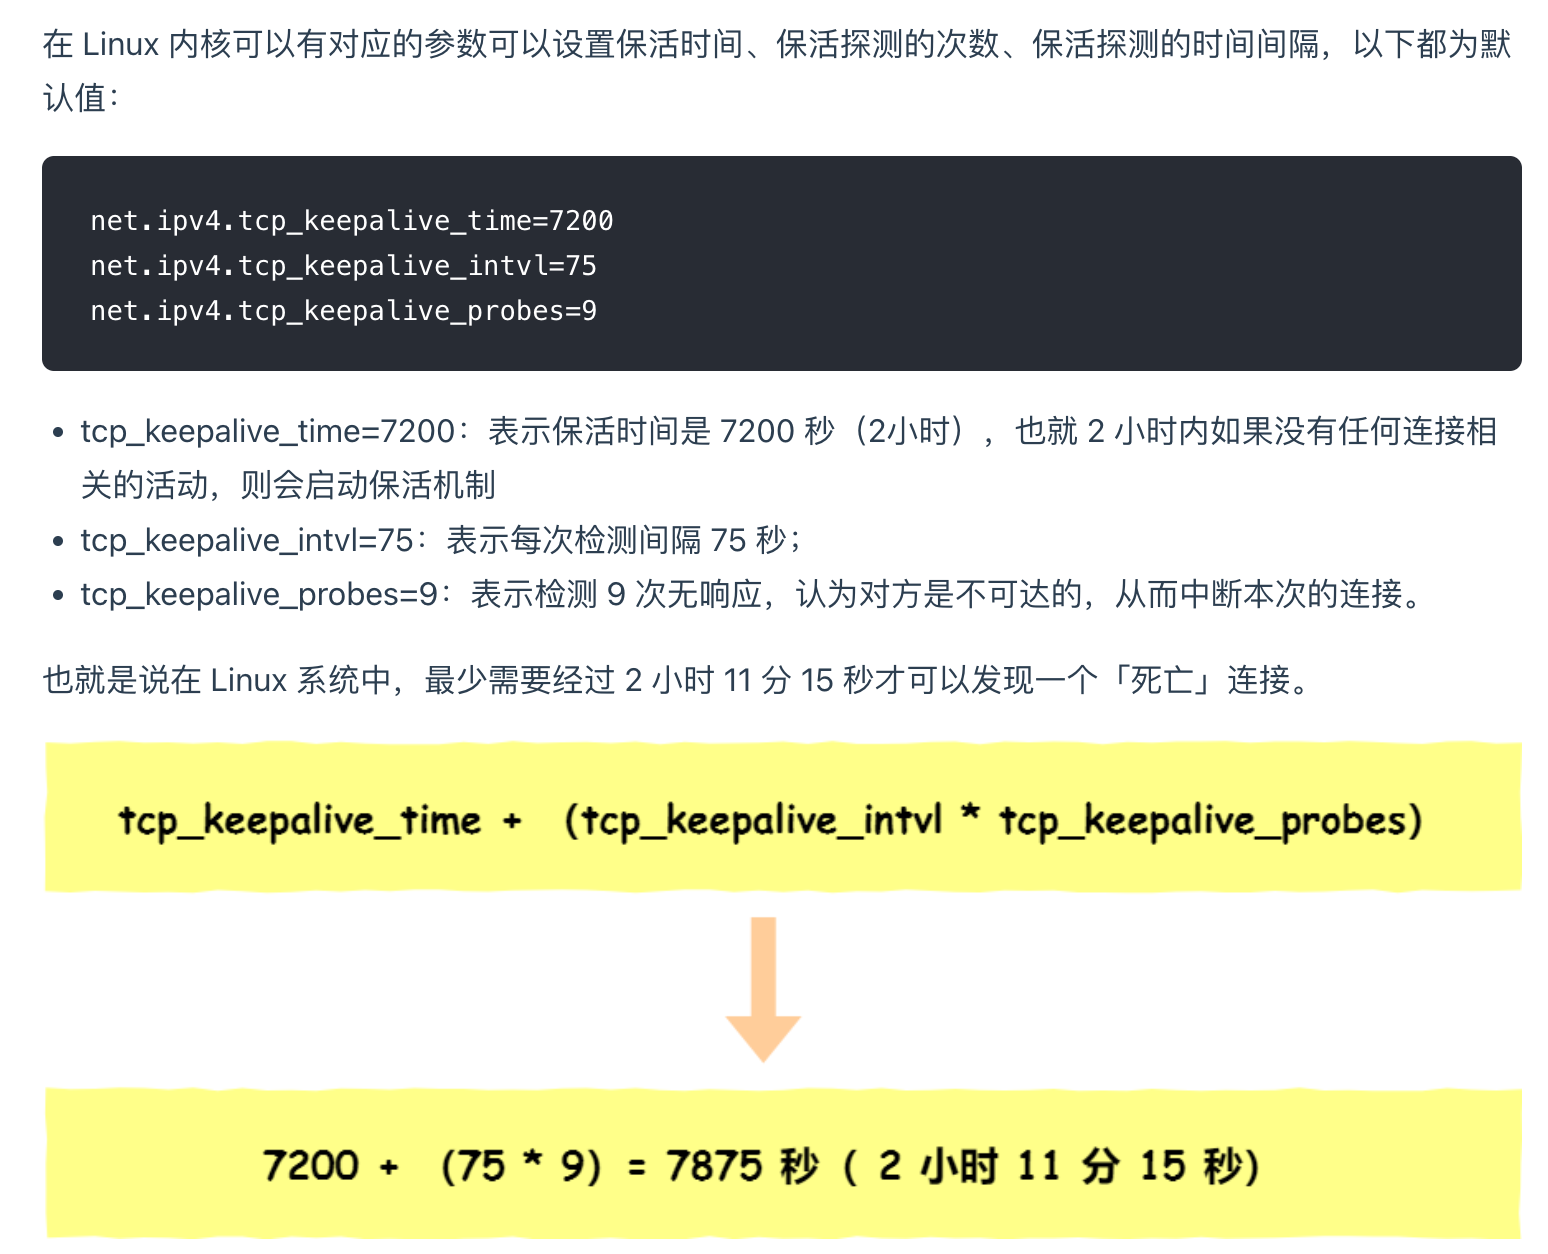 在 Linux 内核可以有对应的参数可以设置保活时间、保活探测的次数、保活探测的时间间隔，以下都为默
认值：
net.ipv4.tcp_keepalive_time=7200
net.ipv4.tcp_keepalive_intvl=75
net.ipv4.tcp_keepalive_probes=9
• tcp_keepalive_time=7200：表示保活时间是 7200 秒（2小时），也就 2 小时内如果没有任何连接相
关的活动，则会启动保活机制
• tcp_keepalive_intvl=75：表示每次检测间隔 75 秒；
• tcp_keepalive_probes=9：表示检测 9 次无响应，认为对方是不可达的，从而中断本次的连接。
也就是说在 Linux 系统中，最少需要经过 2 小时 11 分 15 秒才可以发现一个「死亡」连接。
tcp_keepalive_time + (tcp_keepalive_intvl * tcp_keepalive_probes)
7200 + (75 * 9) = 7875 秒 ( 2 小时 11 分 15 秒)